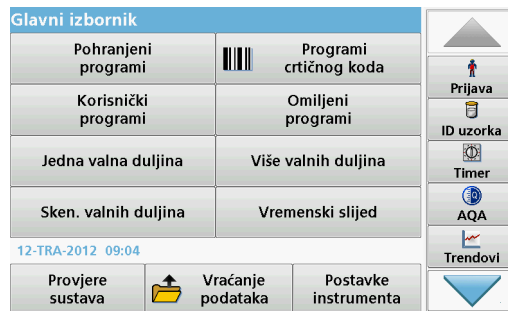 Glavni izbornik
Pohranjeni
programi
Programi
crtičnog koda
Korisnički
programi
Omiljeni
programi
Jedna valna duljina
Više valnih duljina
Sken. valnih duljina
Vremenski slijed
12-TRA-2012 09:04
Provjere
sustava
Vraćanje
podataka
Postavke
instrumenta
Prijava
ID uzorka
Timer
AQA
Trendovi